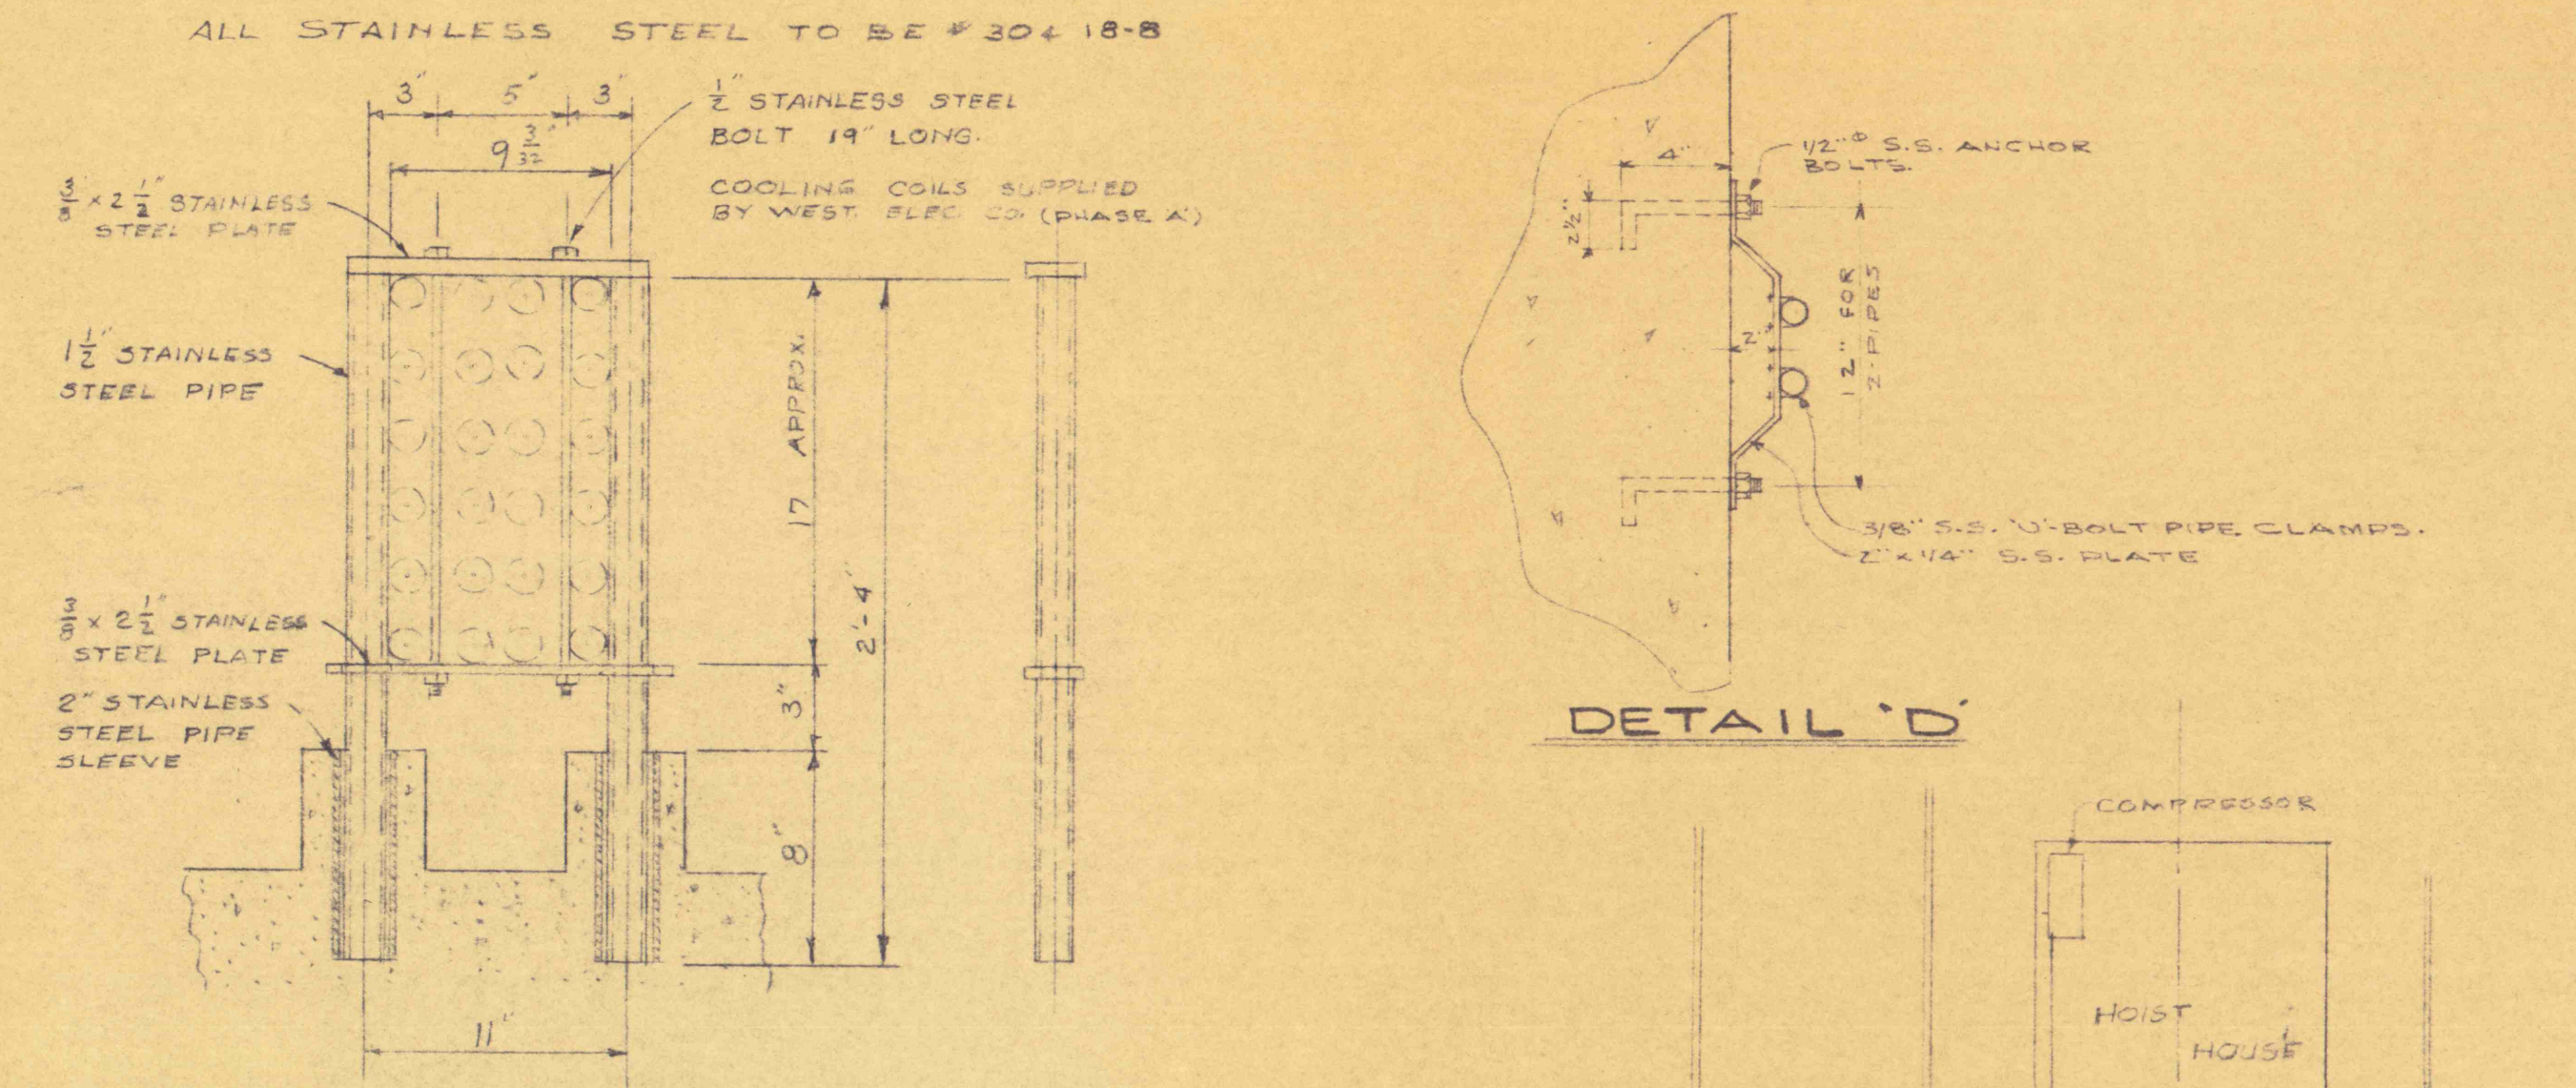 ALL STAINLESS STEEL TO BE # 304 18-8
3" 5" 3"
9 3/32"
1/2" STAINLESS STEEL
BOLT 19" LONG.
COOLING COILS SUPPLIED
BY WEST. ELEC. CO. (PHASE 'A')
3/8 x 2 1/2" STAINLESS
STEEL PLATE
1 1/2" STAINLESS
STEEL PIPE
3/8 x 2 1/2" STAINLESS
STEEL PLATE
2" STAINLESS
STEEL PIPE
SLEEVE
17 APPROX.
2'-4"
3"
8"
11"
1/2"Φ S.S. ANCHOR
BOLTS.
4"
2 1/2"
2"
12" FOR
2-PIPES
3/8" S.S. 'U'-BOLT PIPE CLAMPS.
2" x 1/4" S.S. PLATE
DETAIL 'D'
COMPRESSOR
HOIST
HOUSE